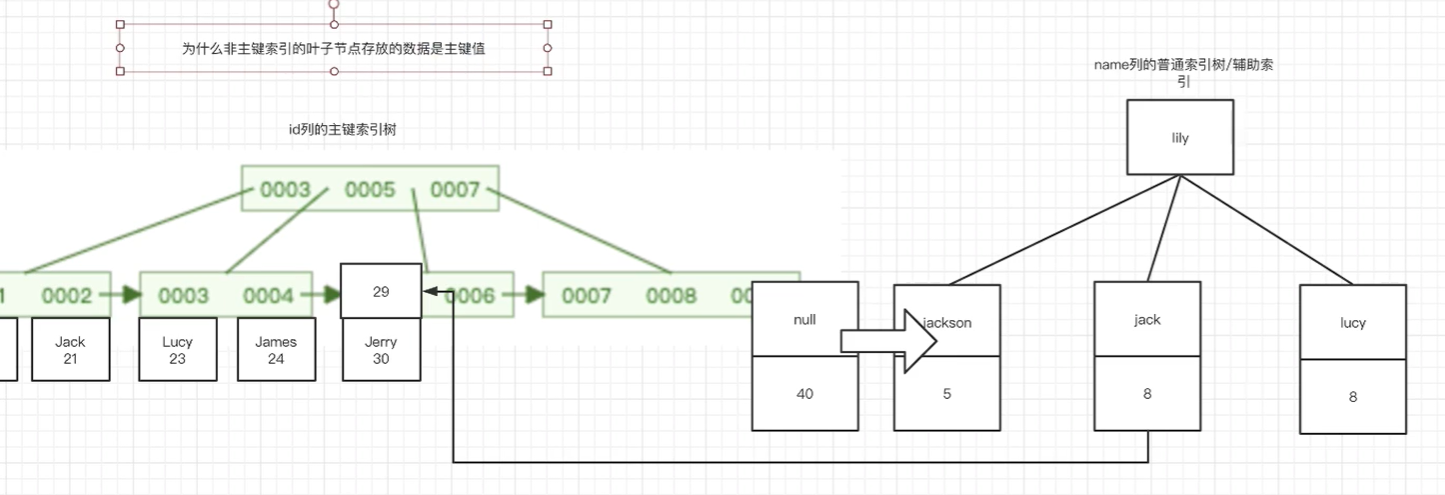 为什么非主键索引的叶子节点存放的数据是主键值
name列的普通索引树/辅助索
引
id列的主键索引树
lily
0003 0005 0007
1 0002
0003 0004
29
0006
0007 0008 00
null
jackson
jack
lucy
Jack
21
Lucy
23
James
24
Jerry
30
40
5
8
8